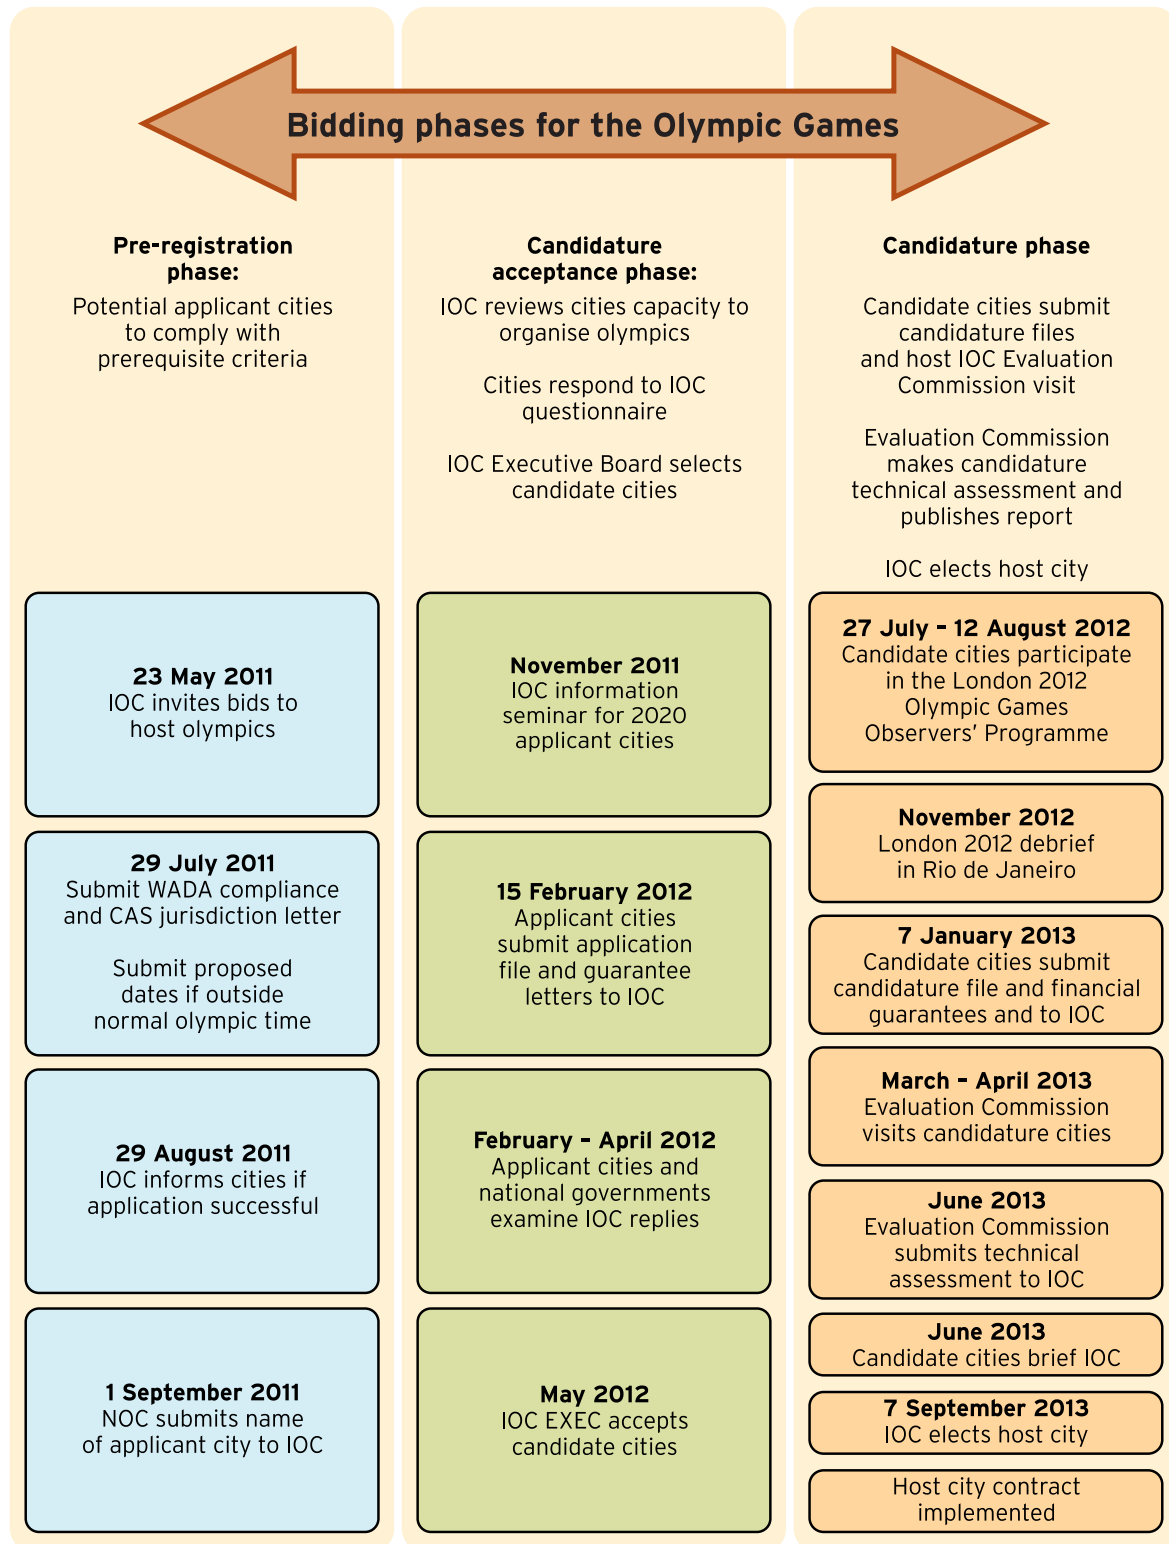 Bidding phases for the Olympic Games
Pre-registration
phase:
Potential applicant cities
to comply with
prerequisite criteria
23 May 2011
IOC invites bids to
host olympics
29 July 2011
Submit WADA compliance
and CAS jurisdiction letter
Submit proposed
dates if outside
normal olympic time
29 August 2011
IOC informs cities if
application successful
1 September 2011
NOC submits name
of applicant city to IOC
Candidature
acceptance phase:
IOC reviews cities capacity to
organise olympics
Cities respond to IOC
questionnaire
IOC Executive Board selects
candidate cities
November 2011
IOC information
seminar for 2020
applicant cities
15 February 2012
Applicant cities
submit application
file and guarantee
letters to IOC
February – April 2012
Applicant cities and
national governments
examine IOC replies
May 2012
IOC EXEC accepts
candidate cities
Candidature phase
Candidate cities submit
candidature files
and host IOC Evaluation
Commission visit
Evaluation Commission
makes candidature
technical assessment and
publishes report
IOC elects host city
27 July – 12 August 2012
Candidate cities participate
in the London 2012
Olympic Games
Observers’ Programme
November 2012
London 2012 debrief
in Rio de Janeiro
7 January 2013
Candidate cities submit
candidature file and financial
guarantees and to IOC
March – April 2013
Evaluation Commission
visits candidature cities
June 2013
Evaluation Commission
submits technical
assessment to IOC
June 2013
Candidate cities brief IOC
7 September 2013
IOC elects host city
Host city contract
implemented